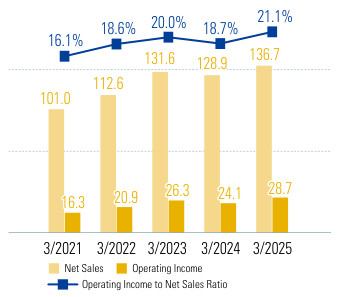 16.1% 18.6% 20.0% 18.7% 21.1%
101.0 112.6 131.6 128.9 136.7
16.3 20.9 26.3 24.1 28.7
3/2021 3/2022 3/2023 3/2024 3/2025
Net Sales Operating Income
Operating Income to Net Sales Ratio